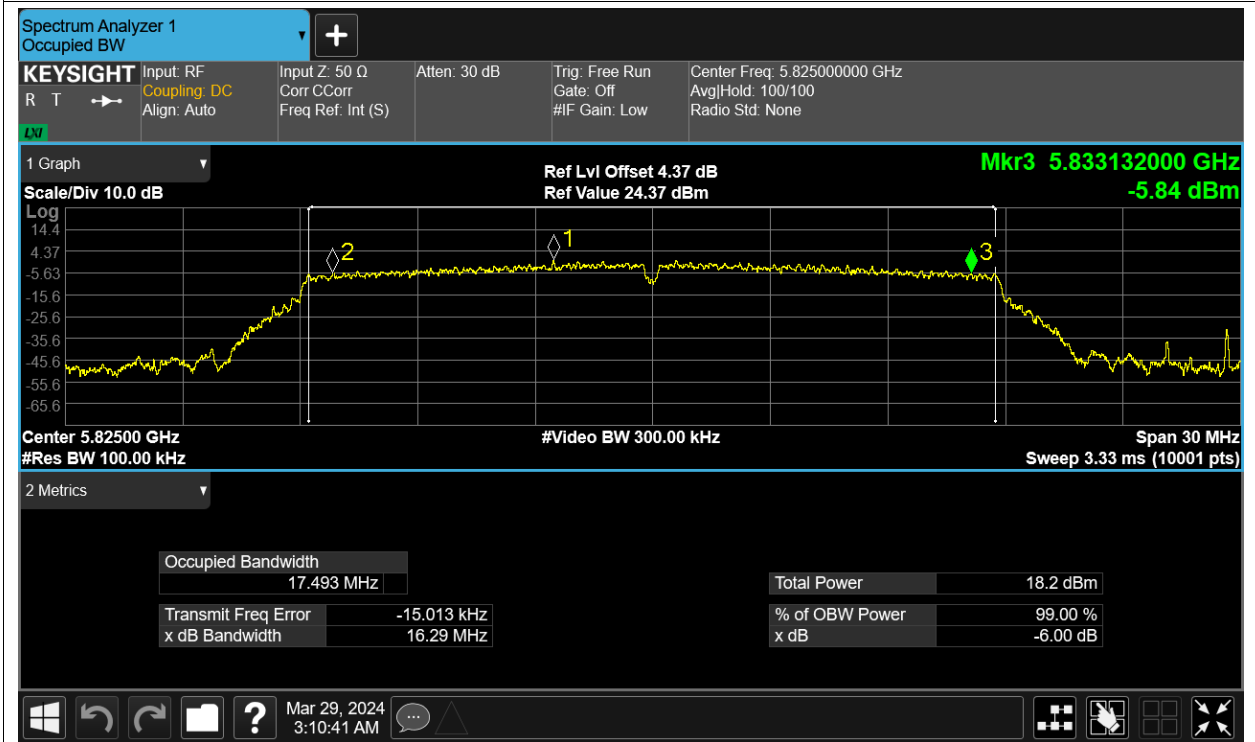 Spectrum Analyzer 1
Occupied BW
+
KEYSIGHT
R T
LXI
Input: RF
Coupling: DC
Align: Auto
Input Z: 50 Ω
Corr CCorr
Freq Ref: Int (S)
Atten: 30 dB
Trig: Free Run
Gate: Off
#IF Gain: Low
Center Freq: 5.825000000 GHz
Avg|Hold: 100/100
Radio Std: None
1 Graph
Scale/Div 10.0 dB
Ref Lvl Offset 4.37 dB
Ref Value 24.37 dBm
Mkr3 5.833132000 GHz
-5.84 dBm
Log
14.4
4.37
-5.63
-15.6
-25.6
-35.6
-45.6
-55.6
-65.6
2
1
3
Center 5.82500 GHz
#Video BW 300.00 kHz
Span 30 MHz
#Res BW 100.00 kHz
Sweep 3.33 ms (10001 pts)
2 Metrics
Occupied Bandwidth
17.493 MHz
Transmit Freq Error -15.013 kHz
x dB Bandwidth 16.29 MHz
Total Power 18.2 dBm
% of OBW Power 99.00 %
x dB -6.00 dB
?
Mar 29, 2024
3:10:41 AM